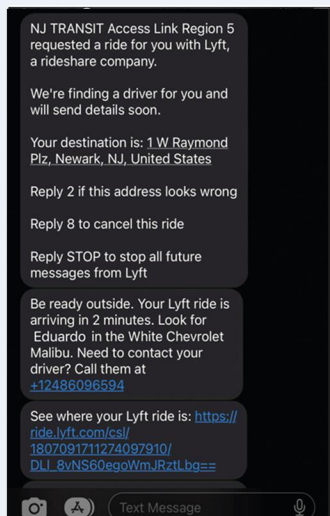 NJ TRANSIT Access Link Region 5
requested a ride for you with Lyft,
a rideshare company.
We're finding a driver for you and
will send details soon.
Your destination is: 1 W Raymond
Plz, Newark, NJ, United States
Reply 2 if this address looks wrong
Reply 8 to cancel this ride
Reply STOP to stop all future
messages from Lyft
Be ready outside. Your Lyft ride is
arriving in 2 minutes. Look for
Eduardo in the White Chevrolet
Malibu. Need to contact your
driver? Call them at
+12486096594
See where your Lyft ride is: https://
ride.lyft.com/csl/
1807091711274097910/
DLI_8vNS60egoWmJRztLbg==
Text Message